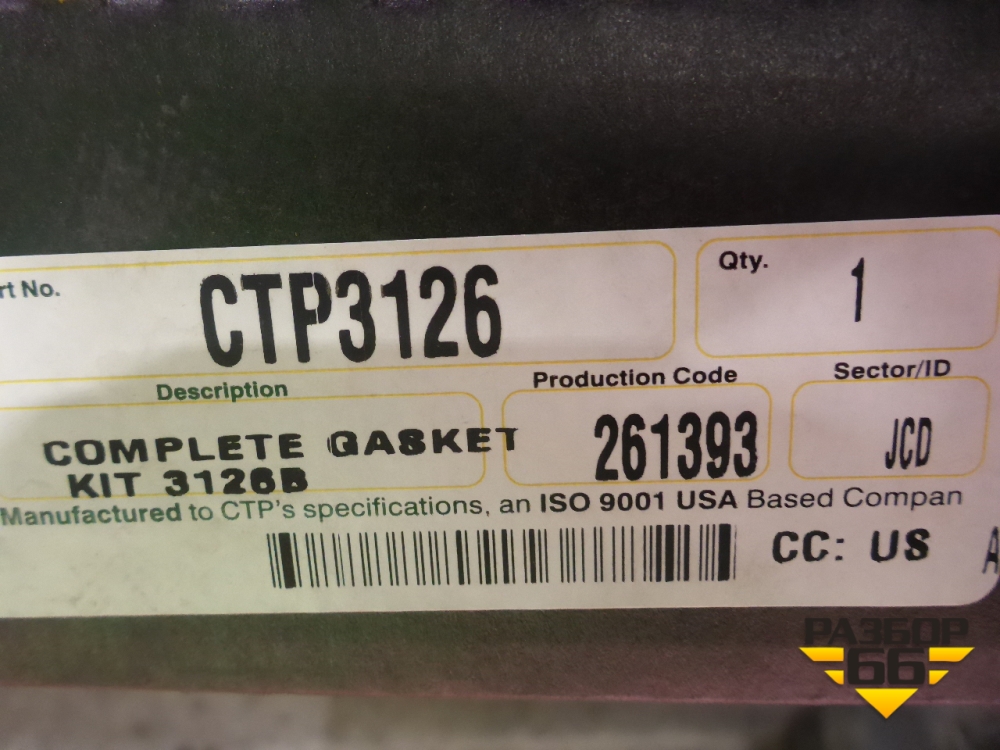 rt No.
CTP3126
Qty.
1
Description
COMPLETE GASKET
KIT 3126B
Production Code
261393
Sector/ID
JCD
Manufactured to CTP's specifications, an ISO 9001 USA Based Compan
CC: US
A
РАЗБОР
66